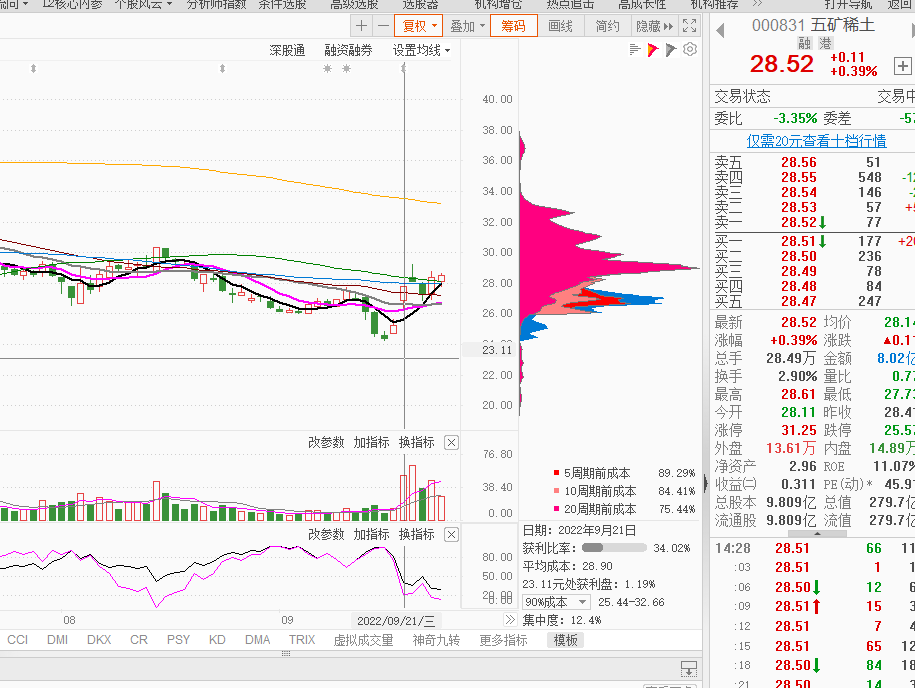 L2核心内参 个股风云 分析师指数 条件选股 高级选股 选股器 机构增仓 热点追击 高成长性 机构推荐 >> 打开导航 返回
+ - 复权 叠加 筹码 画线 简约 隐藏
深股通 融资融券 设置均线
40.00
38.00
36.00
34.00
32.00
30.00
28.00
26.00
23.11
22.00
20.00
改参数 加指标 换指标
76.80
38.40
0.00
改参数 加指标 换指标
80.00
50.00
20.00
08 09 2022/09/21/三
5周期前成本 89.29%
10周期前成本 84.41%
20周期前成本 75.44%
日期: 2022年9月21日
获利比率: 34.02%
平均成本: 28.90
23.11元处获利盘: 1.19%
90%成本 25.44-32.66
集中度: 12.4%
CCI DMI DKX CR PSY KD DMA TRIX 虚拟成交量 神奇九转 更多指标 模板
000831 五矿稀土
融 港
28.52 +0.11
+0.39%
交易状态 交易中
委比 -3.35% 委差 -57
仅需20元查看十档行情
卖五 28.56 51
卖四 28.55 548 -12
卖三 28.54 146
卖二 28.53 57
卖一 28.52↓ 77
买一 28.51↓ 177 +20
买二 28.50 236
买三 28.49 78
买四 28.48 84
买五 28.47 247
最新 28.52 均价 28.14
涨幅 +0.39% 涨跌 ▲0.11
总手 28.49万 金额 8.02亿
换手 2.90% 量比 0.77
最高 28.61 最低 27.73
今开 28.11 昨收 28.41
涨停 31.25 跌停 25.57
外盘 13.61万 内盘 14.89万
净资产 2.96 ROE 11.07%
收益㈡ 0.311 PE(动)* 45.91
总股本 9.809亿 总值 279.7亿
流通股 9.809亿 流值 279.7亿
14:28 28.51 66 11
:03 28.51 1
:06 28.50↓ 12
:09 28.51↑ 15
:12 28.51 7
:15 28.51 65 12
:18 28.50↓ 84 18
:21 28.50 14